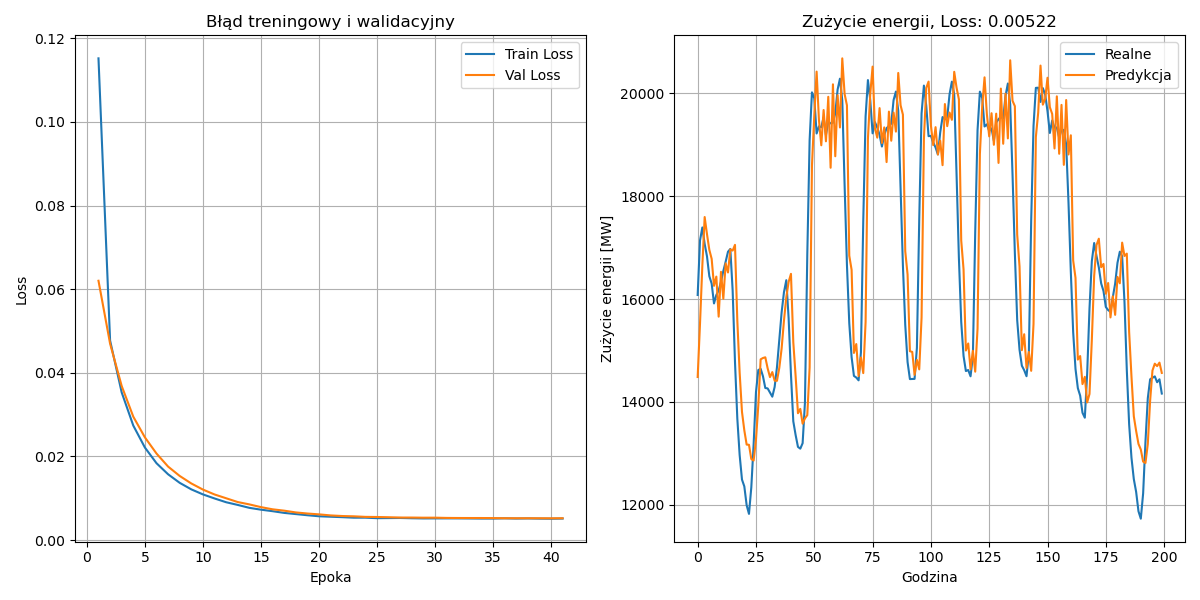 Błąd treningowy i walidacyjny
Train Loss
Val Loss
0.12
0.10
0.08
0.06
0.04
0.02
0.00
Loss
0 5 10 15 20 25 30 35 40
Epoka
Zużycie energii, Loss: 0.00522
Realne
Predykcja
20000
18000
16000
14000
12000
Zużycie energii [MW]
0 25 50 75 100 125 150 175 200
Godzina